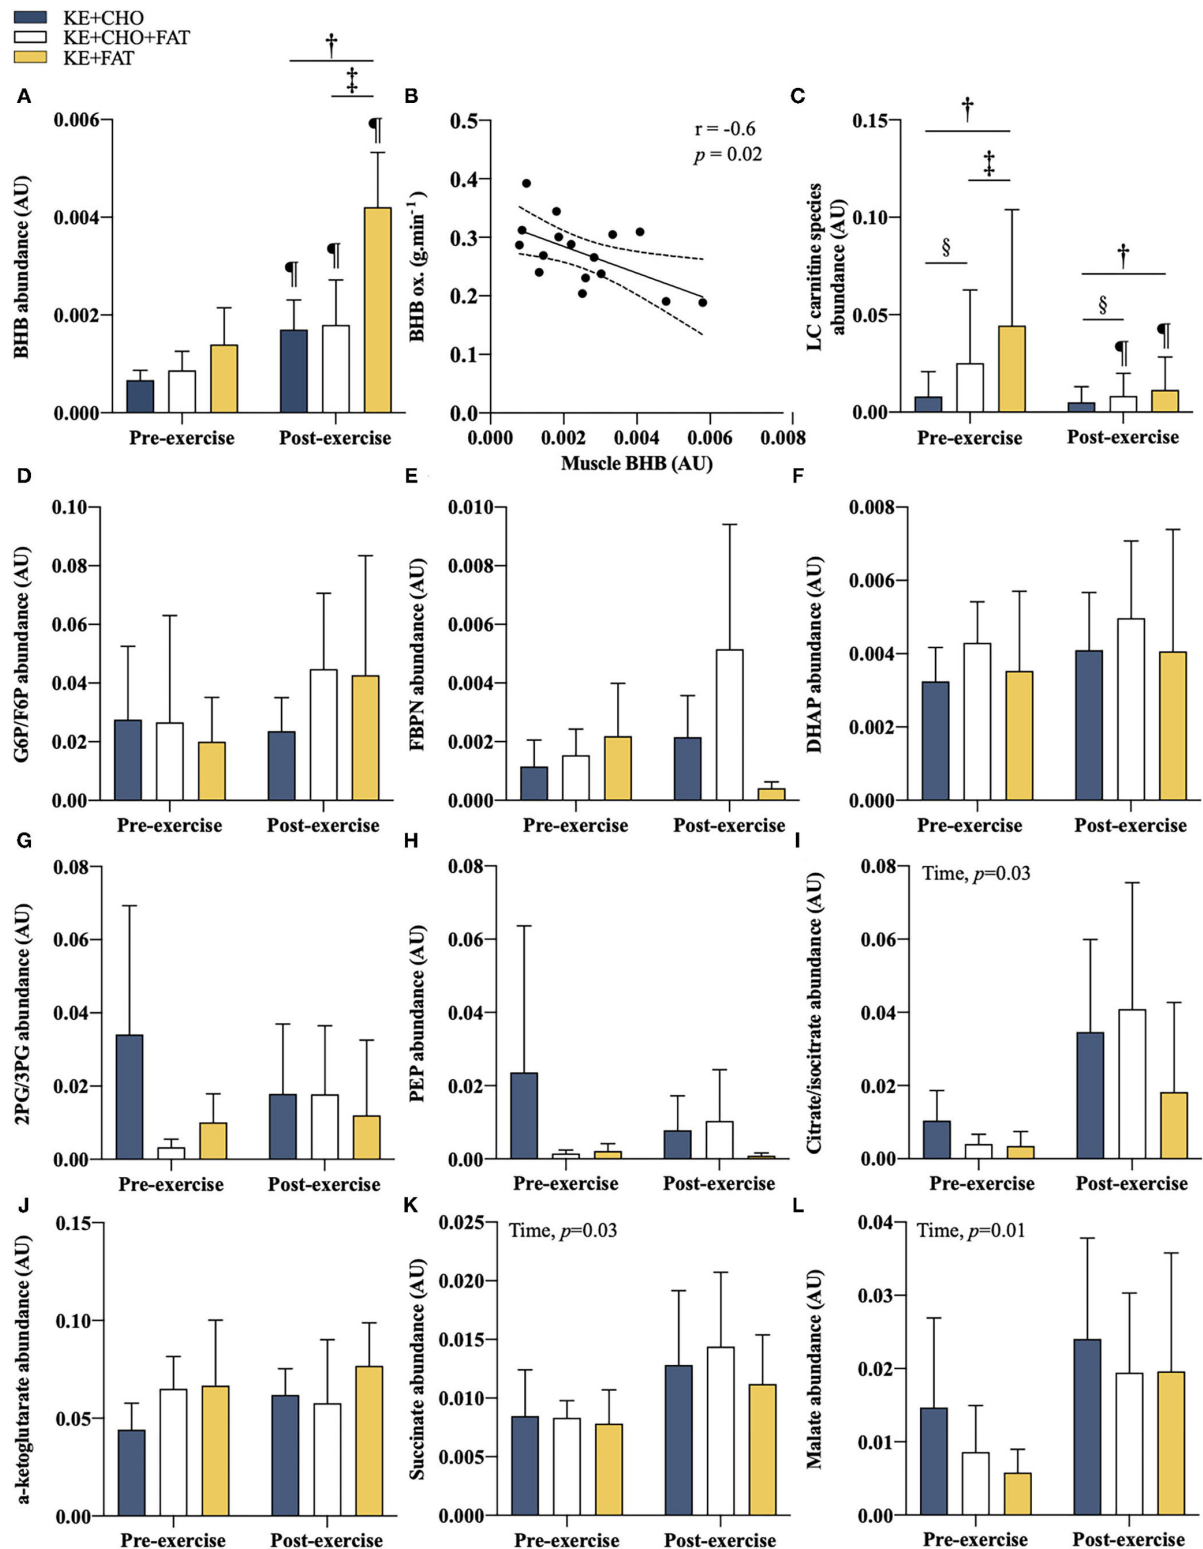 KE+CHO
KE+CHO+FAT
KE+FAT
A
BHB abundance (AU)
0.006
0.004
0.002
0.000
† 
‡
¶ ¶ ¶
Pre-exercise Post-exercise
B
BHB ox. (g.min⁻¹)
0.5
0.4
0.3
0.2
0.1
0.0
r = -0.6
p = 0.02
0.000 0.002 0.004 0.006 0.008
Muscle BHB (AU)
C
LC carnitine species
abundance (AU)
0.15
0.10
0.05
0.00
†
‡
§
†
§
¶ ¶
Pre-exercise Post-exercise
D
G6P/F6P abundance (AU)
0.10
0.08
0.06
0.04
0.02
0.00
Pre-exercise Post-exercise
E
FBPN abundance (AU)
0.010
0.008
0.006
0.004
0.002
0.000
Pre-exercise Post-exercise
F
DHAP abundance (AU)
0.008
0.006
0.004
0.002
0.000
Pre-exercise Post-exercise
G
2PG/3PG abundance (AU)
0.08
0.06
0.04
0.02
0.00
Pre-exercise Post-exercise
H
PEP abundance (AU)
0.08
0.06
0.04
0.02
0.00
Pre-exercise Post-exercise
I
Citrate/isocitrate abundance (AU)
0.08
0.06
0.04
0.02
0.00
Time, p=0.03
Pre-exercise Post-exercise
J
a-ketoglutarate abundance (AU)
0.15
0.10
0.05
0.00
Pre-exercise Post-exercise
K
Succinate abundance (AU)
0.025
0.020
0.015
0.010
0.005
0.000
Time, p=0.03
Pre-exercise Post-exercise
L
Malate abundance (AU)
0.04
0.03
0.02
0.01
0.00
Time, p=0.01
Pre-exercise Post-exercise